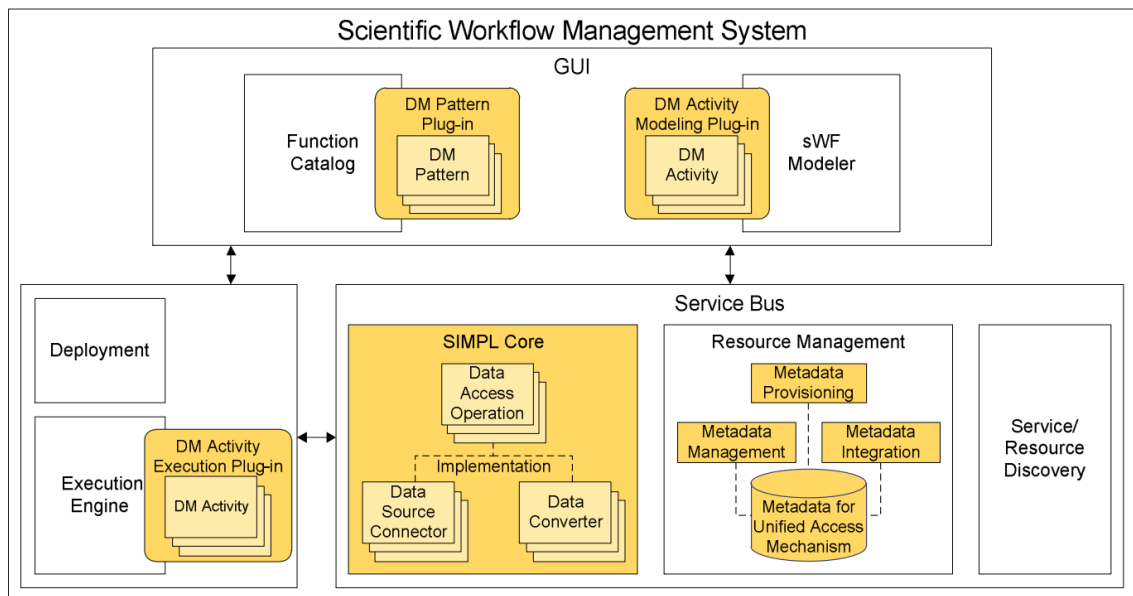 Scientific Workflow Management System
GUI
Function
Catalog
DM Pattern
Plug-in
DM
Pattern
DM Activity
Modeling Plug-in
DM
Activity
sWF
Modeler
Deployment
Execution
Engine
DM Activity
Execution Plug-in
DM Activity
Service Bus
SIMPL Core
Data
Access
Operation
Implementation
Data
Source
Connector
Data
Converter
Resource Management
Metadata
Provisioning
Metadata
Management
Metadata
Integration
Metadata for
Unified Access
Mechanism
Service/
Resource
Discovery